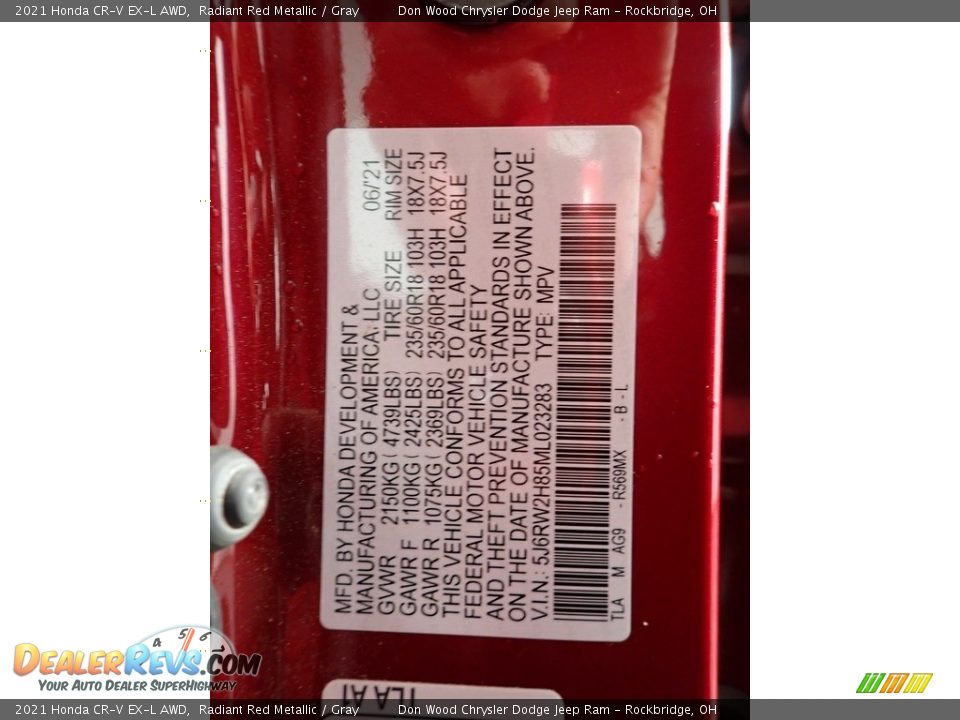 2021 Honda CR-V EX-L AWD,  Radiant Red Metallic / Gray          Don Wood Chrysler Dodge Jeep Ram - Rockbridge, OH
MFD. BY HONDA DEVELOPMENT &
MANUFACTURING OF AMERICA, LLC 06/'21
GVWR 2150KG ( 4739LBS) TIRE SIZE RIM SIZE
GAWR F 1100KG ( 2425LBS) 235/60R18 103H 18X7.5J
GAWR R 1075KG ( 2369LBS) 235/60R18 103H 18X7.5J
THIS VEHICLE CONFORMS TO ALL APPLICABLE
FEDERAL MOTOR VEHICLE SAFETY
AND THEFT PREVENTION STANDARDS IN EFFECT
ON THE DATE OF MANUFACTURE SHOWN ABOVE.
V.I.N.: 5J6RW2H85ML023283 TYPE: MPV
TLA M AG9 - R569MX - B - L
4 5 6
DEALERREVS.COM
YOUR AUTO DEALER SUPERHIGHWAY
2021 Honda CR-V EX-L AWD,  Radiant Red Metallic / Gray          Don Wood Chrysler Dodge Jeep Ram - Rockbridge, OH